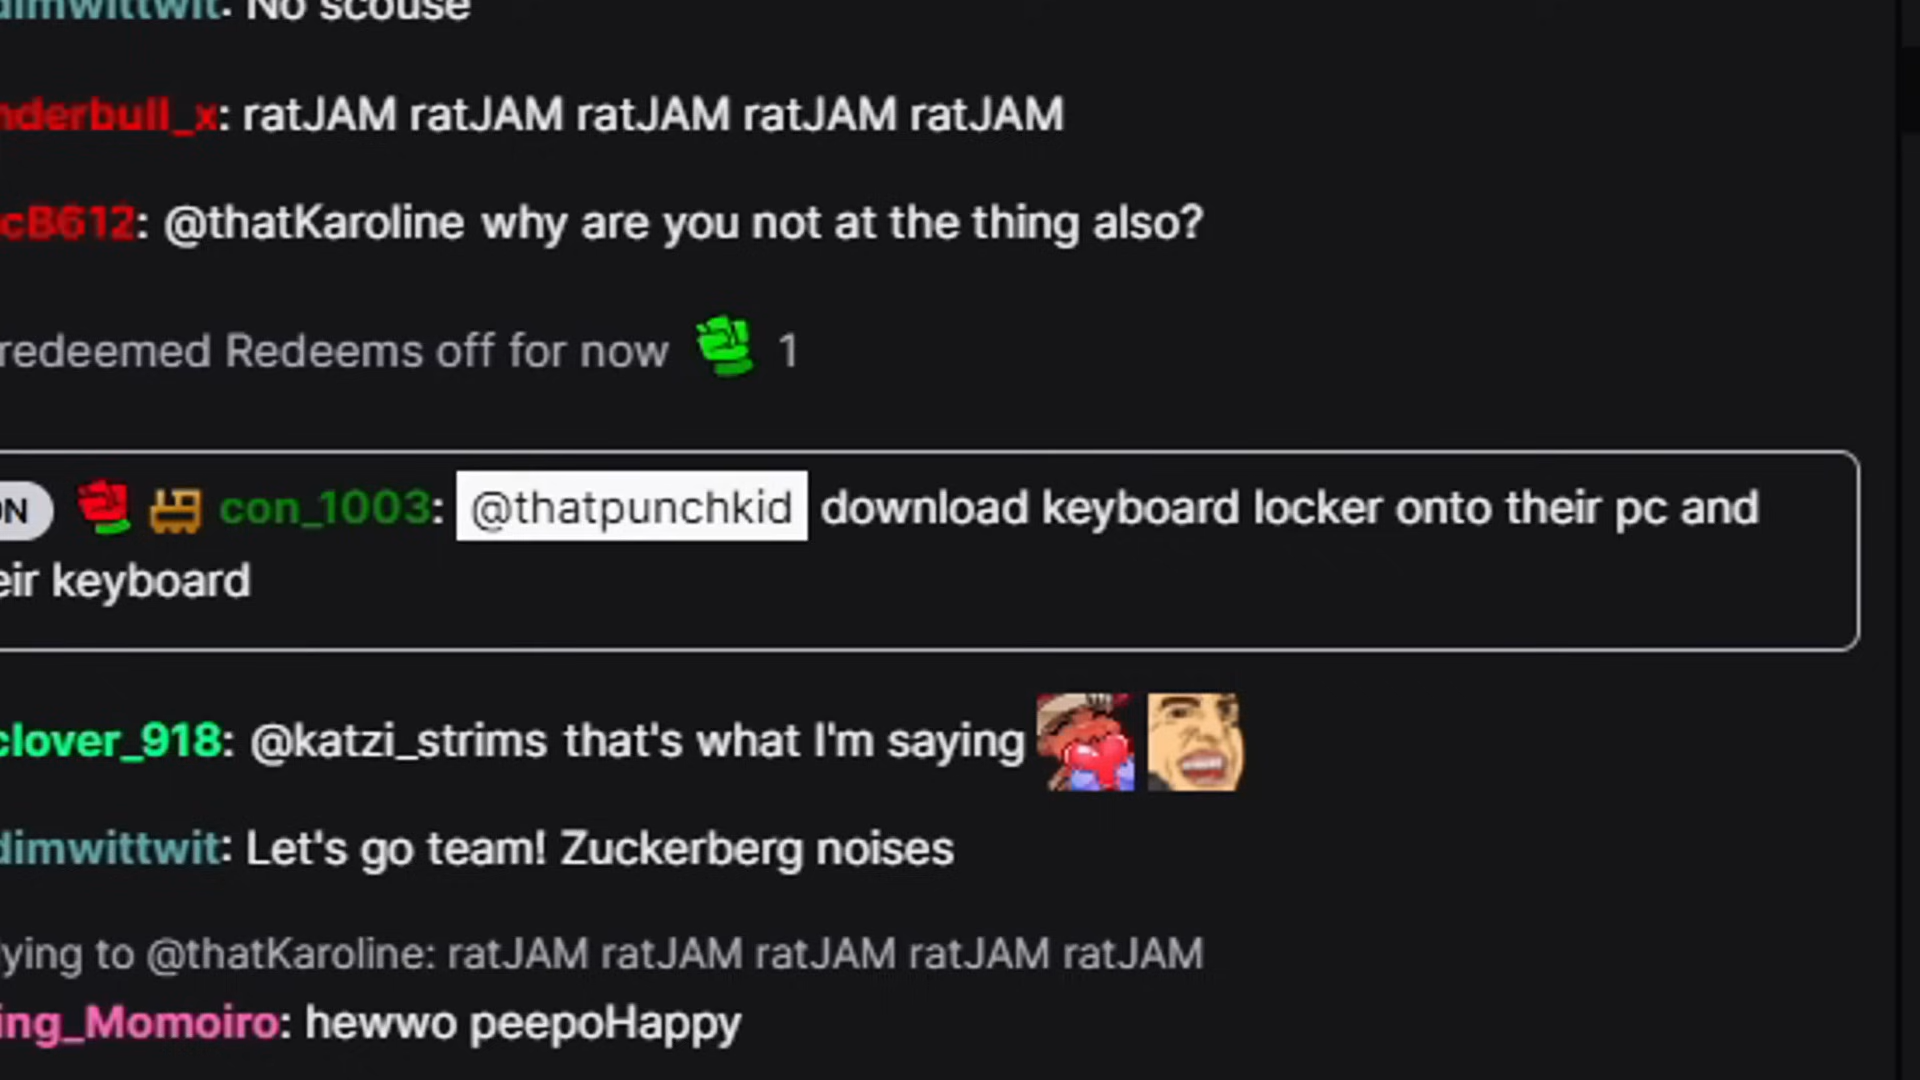 dimwittwit: No scouse
nderbull_x: ratJAM ratJAM ratJAM ratJAM ratJAM
cB612: @thatKaroline why are you not at the thing also?
redeemed Redeems off for now 1
ON con_1003: @thatpunchkid download keyboard locker onto their pc and
eir keyboard
clover_918: @katzi_strims that's what I'm saying
dimwittwit: Let's go team! Zuckerberg noises
ying to @thatKaroline: ratJAM ratJAM ratJAM ratJAM ratJAM
ing_Momoiro: hewwo peepoHappy